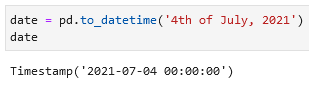 date = pd.to_datetime('4th of July, 2021')
date
Timestamp('2021-07-04 00:00:00')